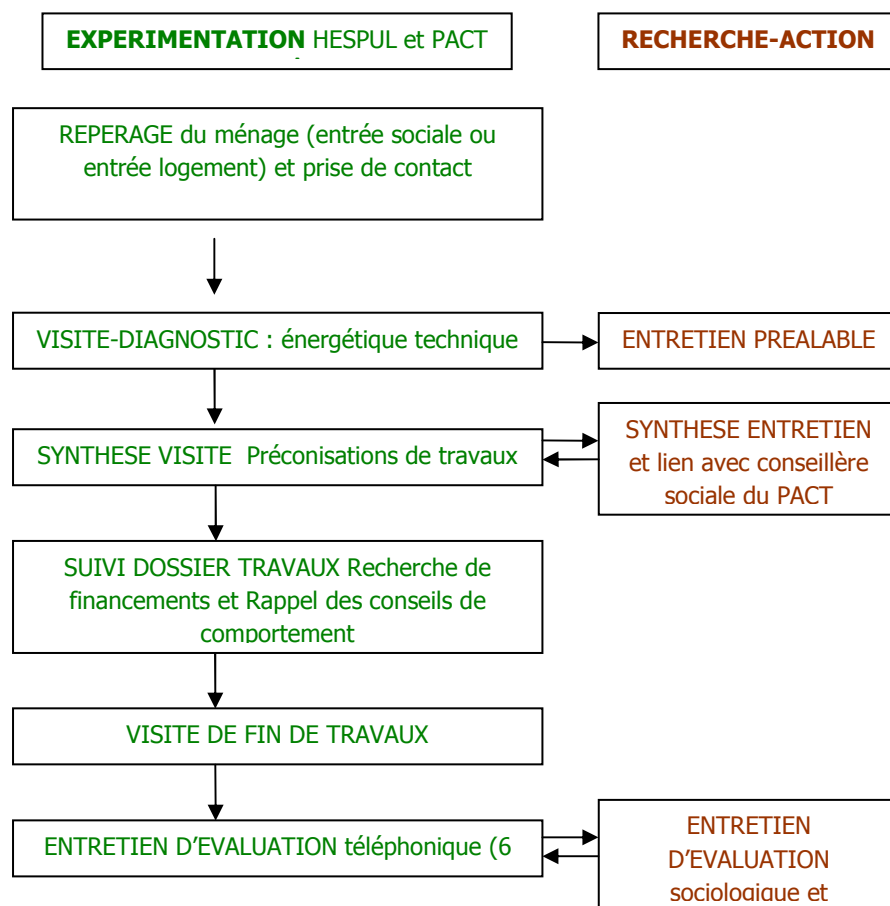 EXPERIMENTATION HESPUL et PACT
RECHERCHE-ACTION
REPERAGE du ménage (entrée sociale ou
entrée logement) et prise de contact
VISITE-DIAGNOSTIC : énergétique technique
ENTRETIEN PREALABLE
SYNTHESE VISITE Préconisations de travaux
SYNTHESE ENTRETIEN
et lien avec conseillère
sociale du PACT
SUIVI DOSSIER TRAVAUX Recherche de
financements et Rappel des conseils de
comportement
VISITE DE FIN DE TRAVAUX
ENTRETIEN D'EVALUATION téléphonique (6
ENTRETIEN
D'EVALUATION
sociologique et